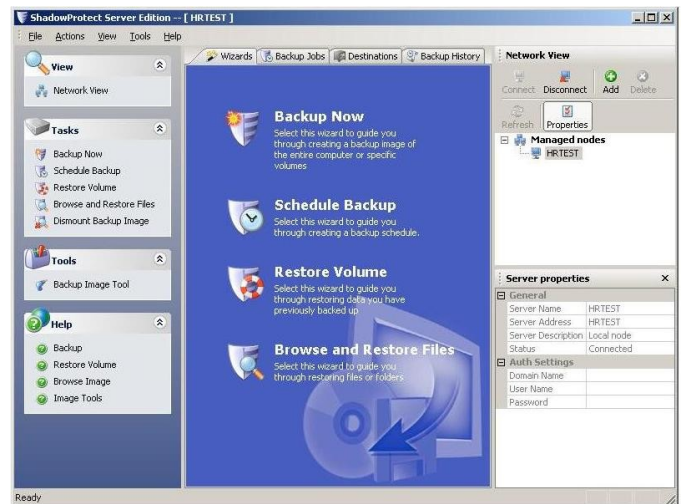 ShadowProtect Server Edition -- [ HRTEST ]
File Actions View Tools Help
View
Network View
Tasks
Backup Now
Schedule Backup
Restore Volume
Browse and Restore Files
Dismount Backup Image
Tools
Backup Image Tool
Help
Backup
Restore Volume
Browse Image
Image Tools
Wizards Backup Jobs Destinations Backup History
Backup Now
Select this wizard to guide you
through creating a backup image of
the entire computer or specific
volumes
Schedule Backup
Select this wizard to guide you
through creating a backup schedule.
Restore Volume
Select this wizard to guide you
through restoring data you have
previously backed up
Browse and Restore Files
Select this wizard to guide you
through restoring files or folders
Network View
Connect Disconnect Add Delete
Refresh Properties
Managed nodes
HRTEST
Server properties
General
Server Name HRTEST
Server Address HRTEST
Server Description Local node
Status Connected
Auth Settings
Domain Name
User Name
Password
Ready